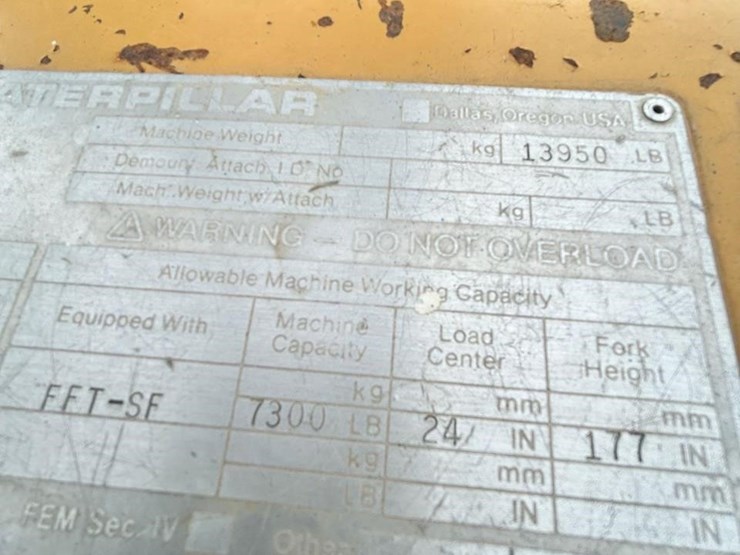 ATERPILLAR Dallas, Oregon USA
Machine Weight kg 13950 LB
Demount. Attach. I.D. No
Mach. Weight w/Attach kg LB
WARNING - DO NOT OVERLOAD
Allowable Machine Working Capacity
Equipped With Machine Capacity Load Center Fork Height
kg mm mm
FFT-SF 7300 LB 24 IN 177 IN
kg mm mm
LB IN
FEM Sec. IV Othe